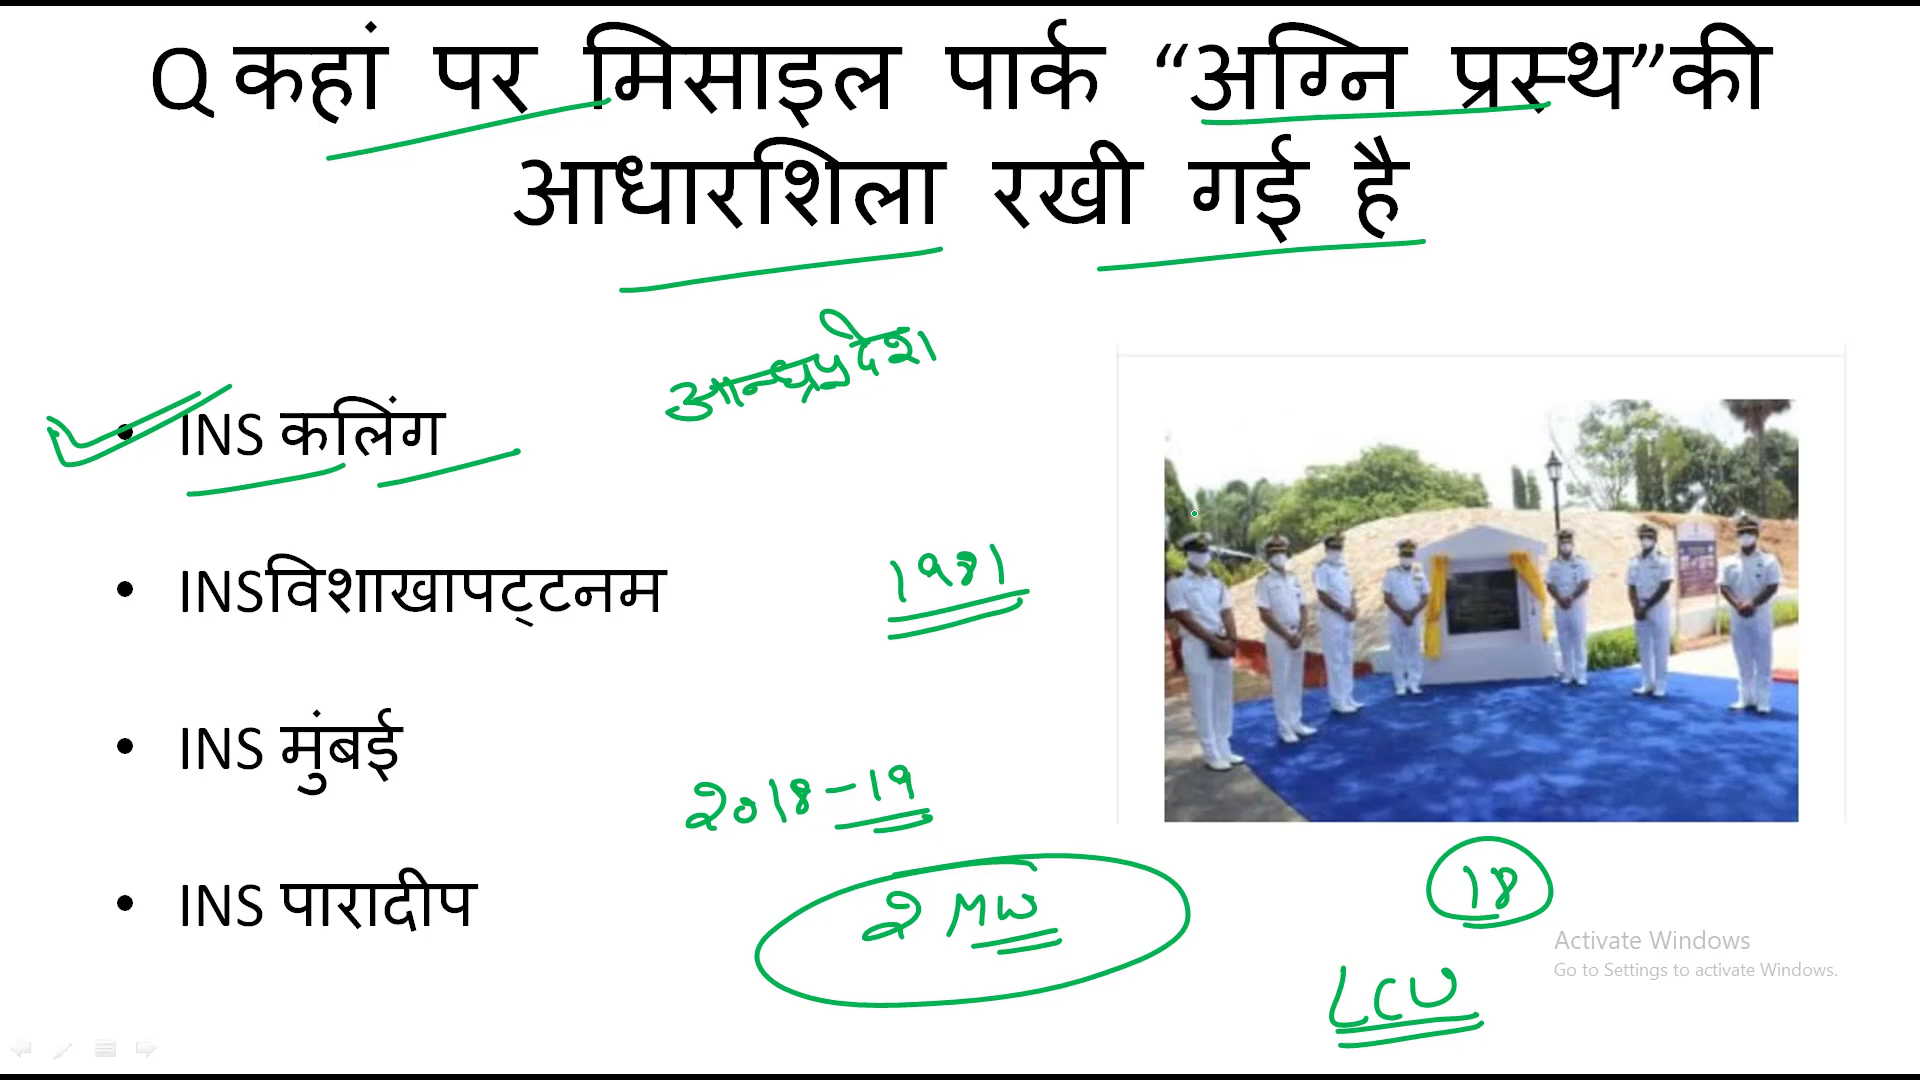 Q कहां पर मिसाइल पार्क “अग्नि प्रस्थ”की
आधारशिला रखी गई है
आन्ध्रप्रदेश
• INS कलिंग
• INSविशाखापट्टनम
1981
• INS मुंबई
2018-19
• INS पारादीप
2 MW
18
LCU
Activate Windows
Go to Settings to activate Windows.